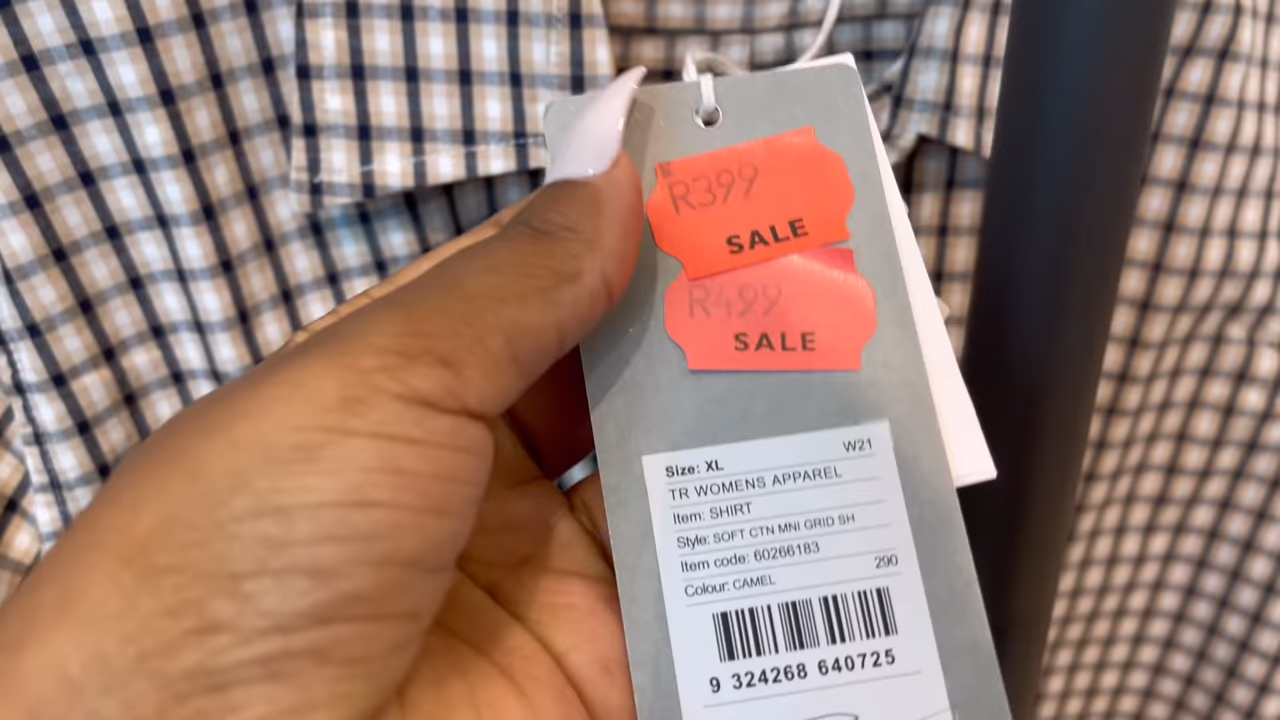 R399
SALE
R499
SALE
Size: XL W21
TR WOMENS APPAREL
Item: SHIRT
Style: SOFT CTN MNI GRID SH
Item code: 60266183
Colour: CAMEL 290
9 324268 640725